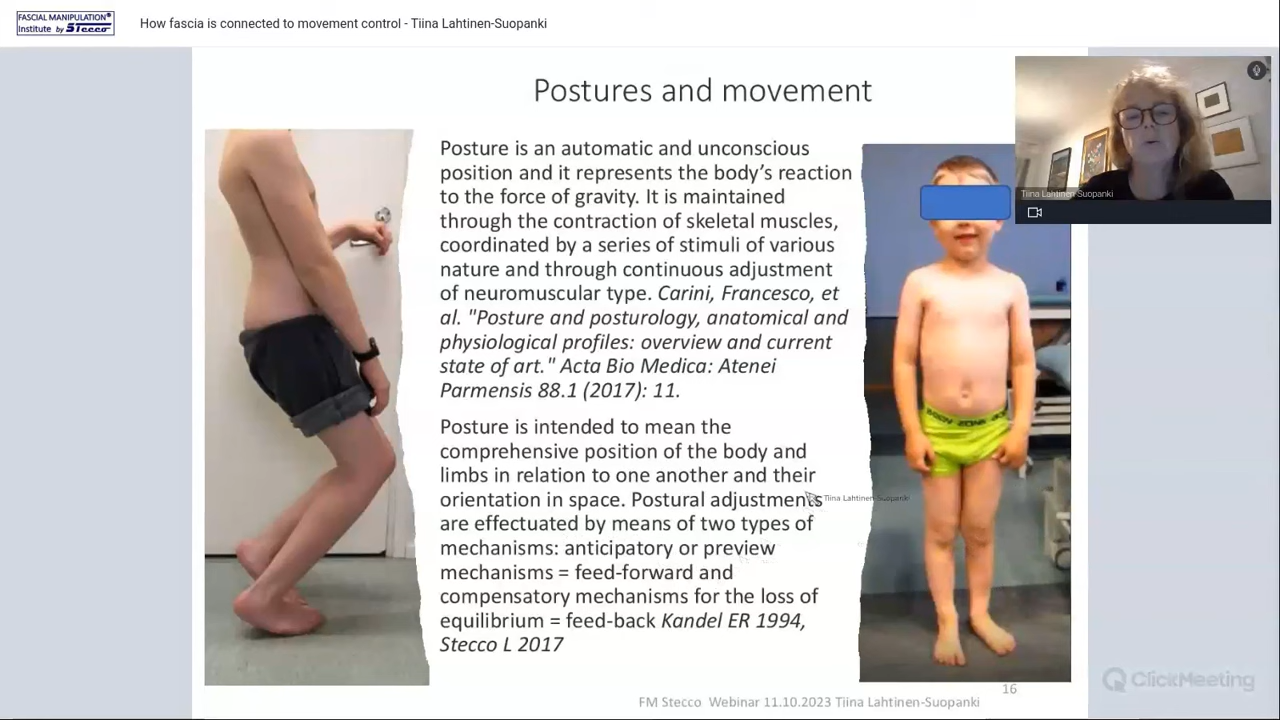 FASCIAL MANIPULATION®
Institute by Stecco
How fascia is connected to movement control - Tiina Lahtinen-Suopanki
Postures and movement
Posture is an automatic and unconscious
position and it represents the body's reaction
to the force of gravity. It is maintained
through the contraction of skeletal muscles,
coordinated by a series of stimuli of various
nature and through continuous adjustment
of neuromuscular type. Carini, Francesco, et
al. "Posture and posturology, anatomical and
physiological profiles: overview and current
state of art." Acta Bio Medica: Atenei
Parmensis 88.1 (2017): 11.
Posture is intended to mean the
comprehensive position of the body and
limbs in relation to one another and their
orientation in space. Postural adjustments
are effectuated by means of two types of
mechanisms: anticipatory or preview
mechanisms = feed-forward and
compensatory mechanisms for the loss of
equilibrium = feed-back Kandel ER 1994,
Stecco L 2017
Tiina Lahtinen-Suopanki
Tiina Lahtinen-Suopanki
16
FM Stecco Webinar 11.10.2023 Tiina Lahtinen-Suopanki
ClickMeeting